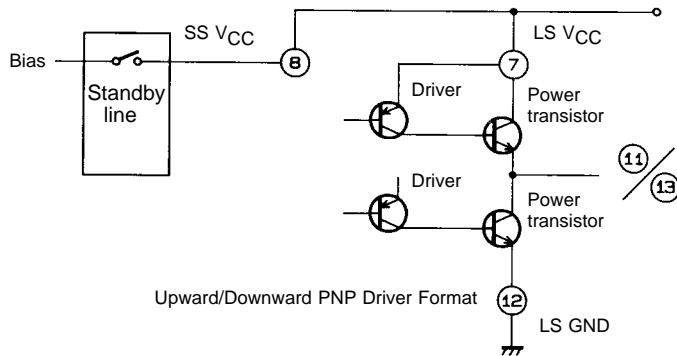 SS VCC
LS VCC
8
7
Bias
Standby
line
Driver
Power
transistor
11
13
Driver
Power
transistor
Upward/Downward PNP Driver Format
12
LS GND